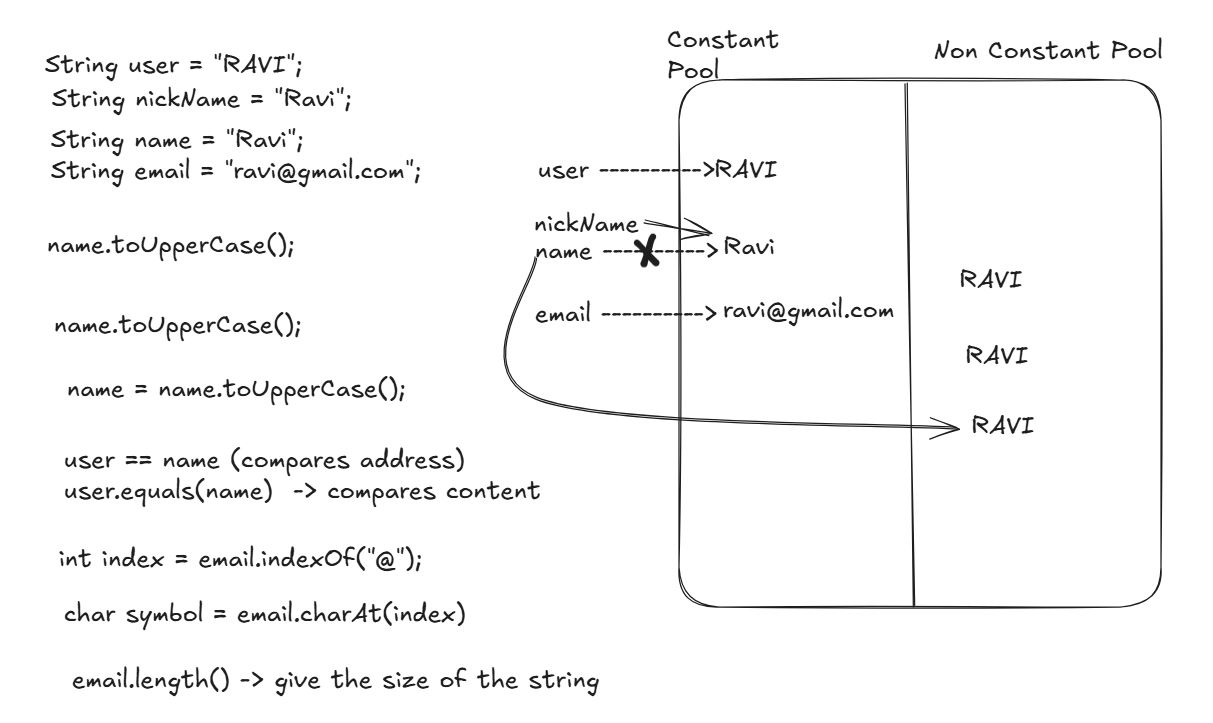 String user = "RAVI";
String nickName = "Ravi";
String name = "Ravi";
String email = "ravi@gmail.com";
name.toUpperCase();
name.toUpperCase();
name = name.toUpperCase();
user == name (compares address)
user.equals(name) -> compares content
int index = email.indexOf("@");
char symbol = email.charAt(index)
email.length() -> give the size of the string
Constant
Pool
Non Constant Pool
user ---------->RAVI
nickName
name ----------> Ravi
email ----------> ravi@gmail.com
RAVI
RAVI
RAVI